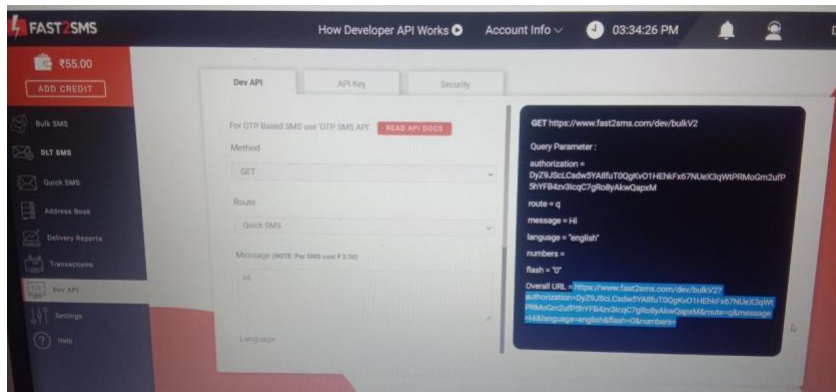 FAST2SMS
How Developer API Works
Account Info
03:34:26 PM
₹55.00
ADD CREDIT
Bulk SMS
DLT SMS
Quick SMS
Address Book
Delivery Reports
Transactions
Dev API
Settings
Help
Dev API
API Key
Security
For OTP Based SMS use 'OTP SMS API'
READ API DOCS
Method
GET
Route
Quick SMS
Message (NOTE: Per SMS cost ₹
Hi
Language
GET https://www.fast2sms.com/dev/bulkV2
Query Parameter :
authorization =
route = q
message = Hi
language = "english"
numbers =
flash = "0"
Overall URL = https://www.fast2sms.com/dev/bulkV2?